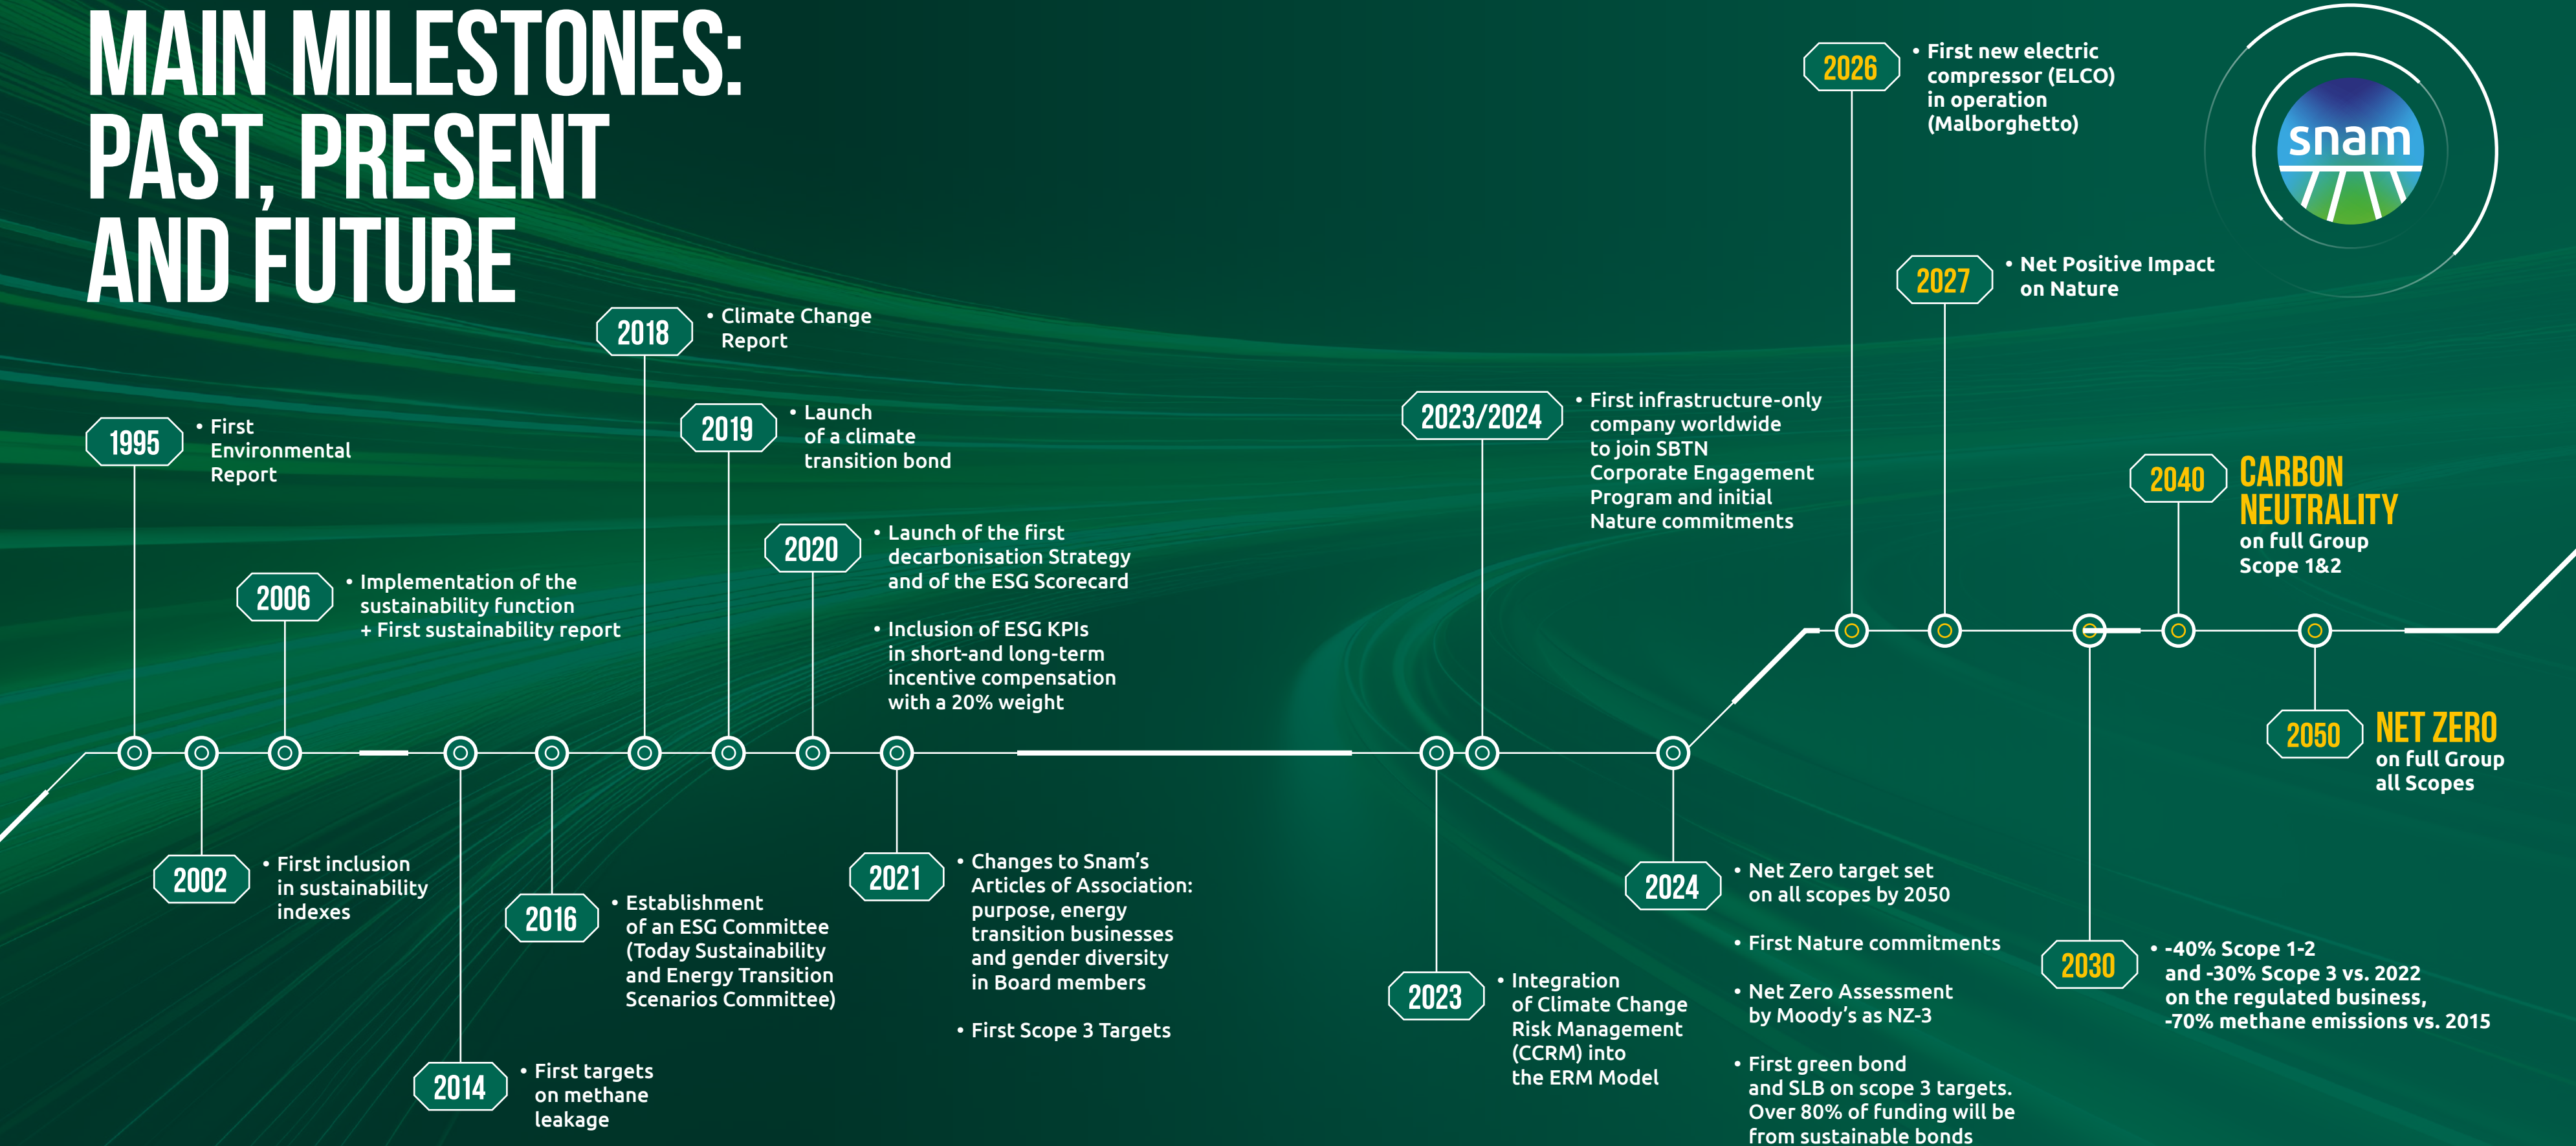 MAIN MILESTONES:
PAST, PRESENT
AND FUTURE
snam
1995
• First
Environmental
Report
2002
• First inclusion
in sustainability
indexes
2006
• Implementation of the
sustainability function
+ First sustainability report
2014
• First targets
on methane
leakage
2016
• Establishment
of an ESG Committee
(Today Sustainability
and Energy Transition
Scenarios Committee)
2018
• Climate Change
Report
2019
• Launch
of a climate
transition bond
2020
• Launch of the first
decarbonisation Strategy
and of the ESG Scorecard
• Inclusion of ESG KPIs
in short-and long-term
incentive compensation
with a 20% weight
2021
• Changes to Snam’s
Articles of Association:
purpose, energy
transition businesses
and gender diversity
in Board members
• First Scope 3 Targets
2023
• Integration
of Climate Change
Risk Management
(CCRM) into
the ERM Model
2023/2024
• First infrastructure-only
company worldwide
to join SBTN
Corporate Engagement
Program and initial
Nature commitments
2024
• Net Zero target set
on all scopes by 2050
• First Nature commitments
• Net Zero Assessment
by Moody’s as NZ-3
• First green bond
and SLB on scope 3 targets.
Over 80% of funding will be
from sustainable bonds
2026
• First new electric
compressor (ELCO)
in operation
(Malborghetto)
2027
• Net Positive Impact
on Nature
2030
• -40% Scope 1-2
and -30% Scope 3 vs. 2022
on the regulated business,
-70% methane emissions vs. 2015
2040
CARBON
NEUTRALITY
on full Group
Scope 1&2
2050
NET ZERO
on full Group
all Scopes